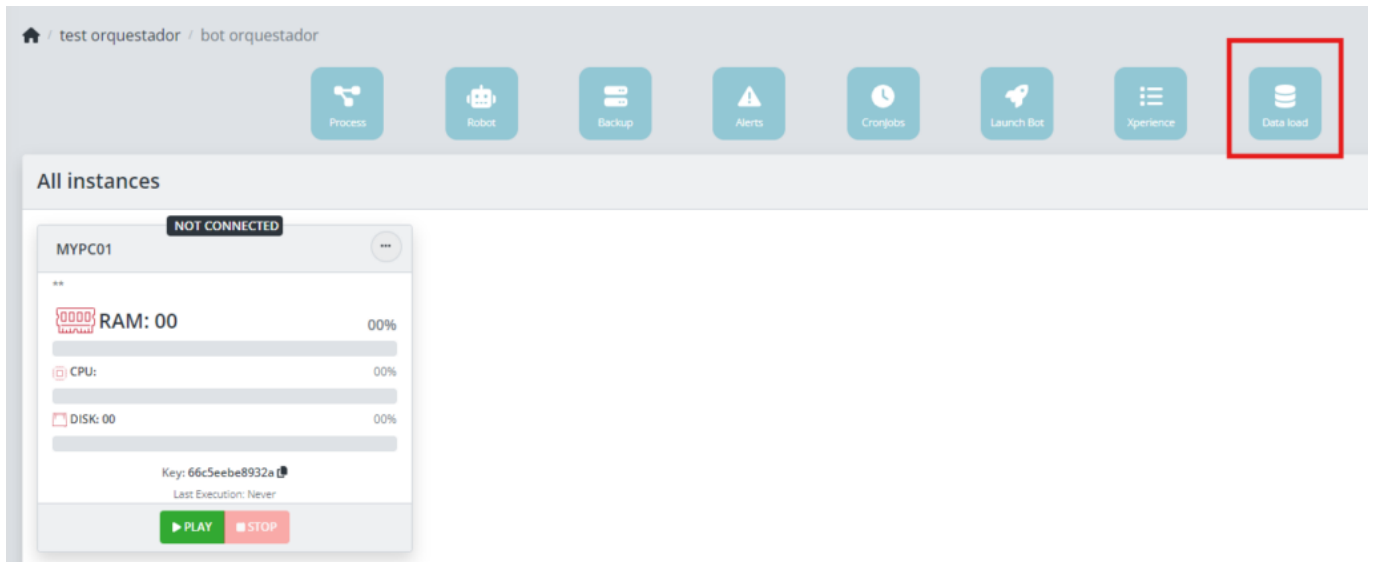 / test orquestador / bot orquestador
Process
Robot
Backup
Alerts
CronJobs
Launch Bot
Xperience
Data load
All instances
NOT CONNECTED
MYPC01
**
RAM: 00 00%
CPU: 00%
DISK: 00 00%
Key: 66c5eebe8932a
Last Execution: Never
PLAY STOP